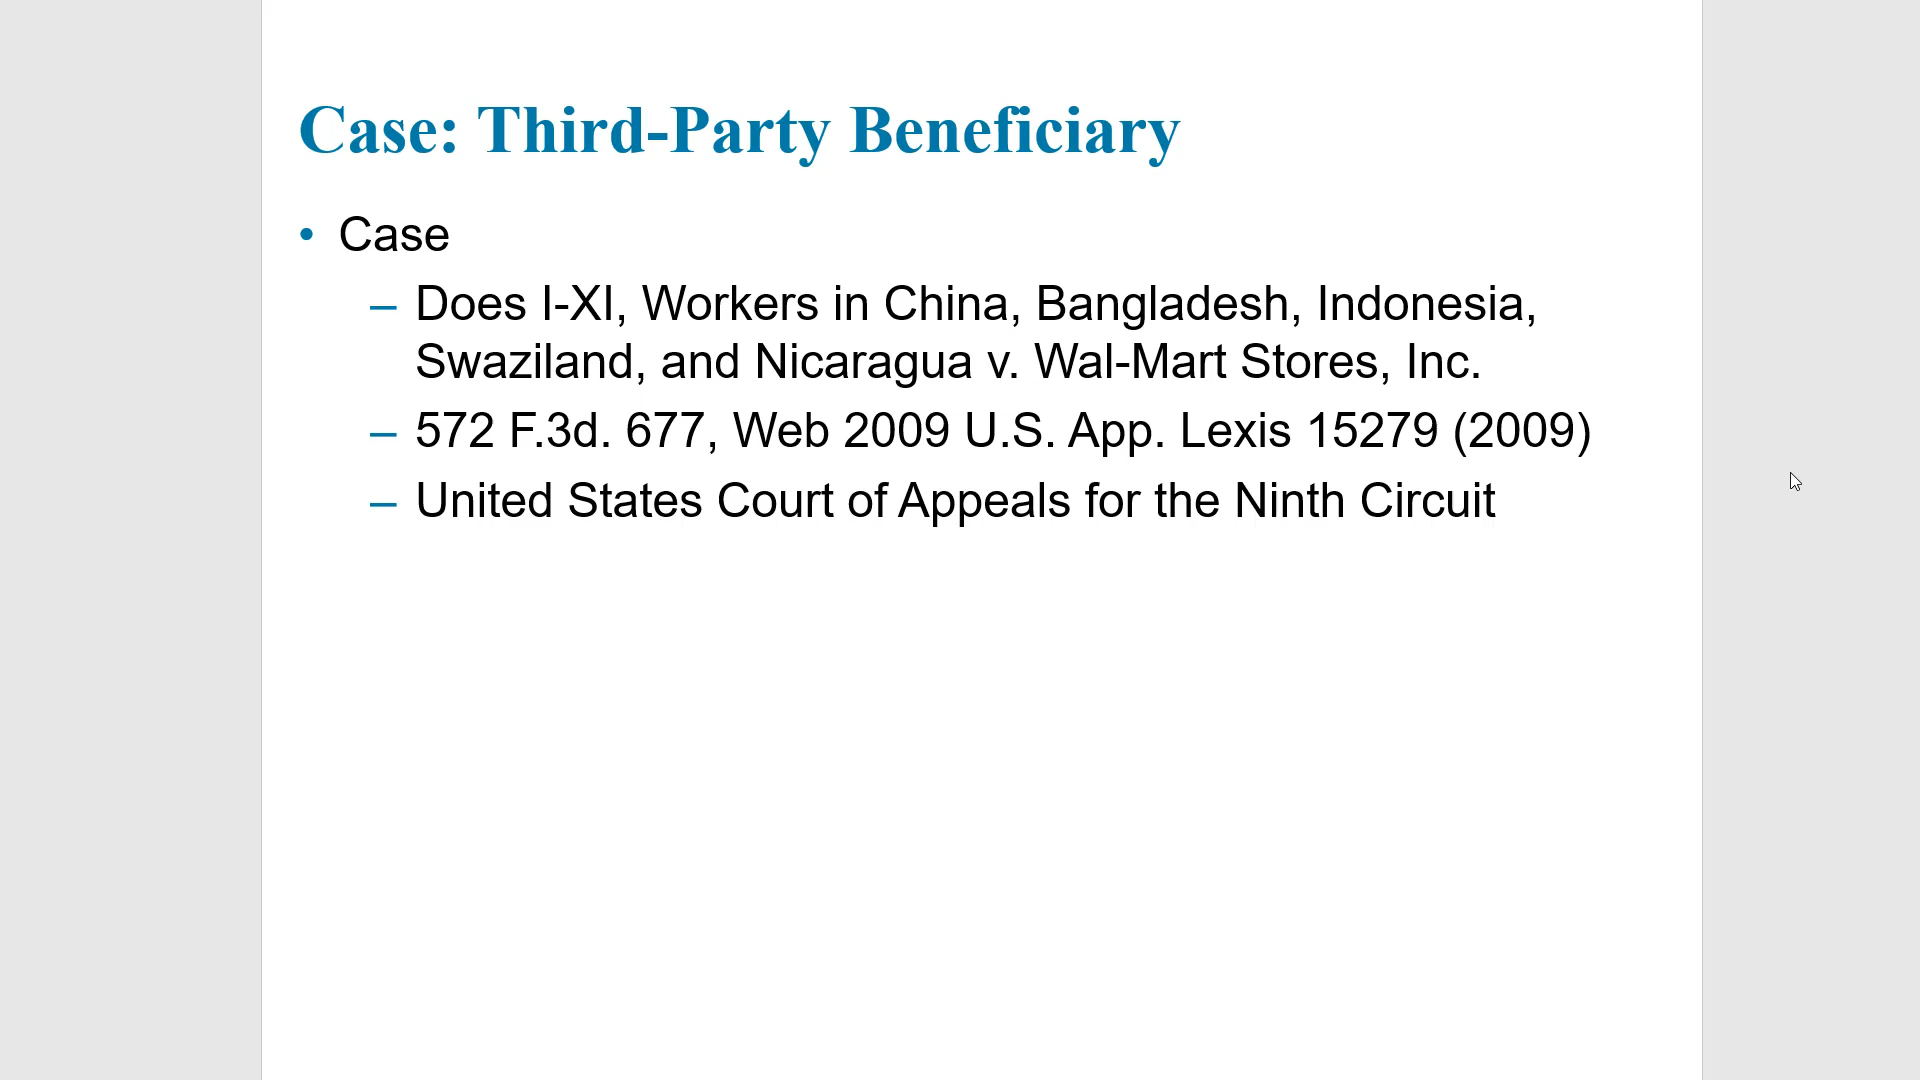 Case: Third-Party Beneficiary
• Case
– Does I-XI, Workers in China, Bangladesh, Indonesia,
Swaziland, and Nicaragua v. Wal-Mart Stores, Inc.
– 572 F.3d. 677, Web 2009 U.S. App. Lexis 15279 (2009)
– United States Court of Appeals for the Ninth Circuit